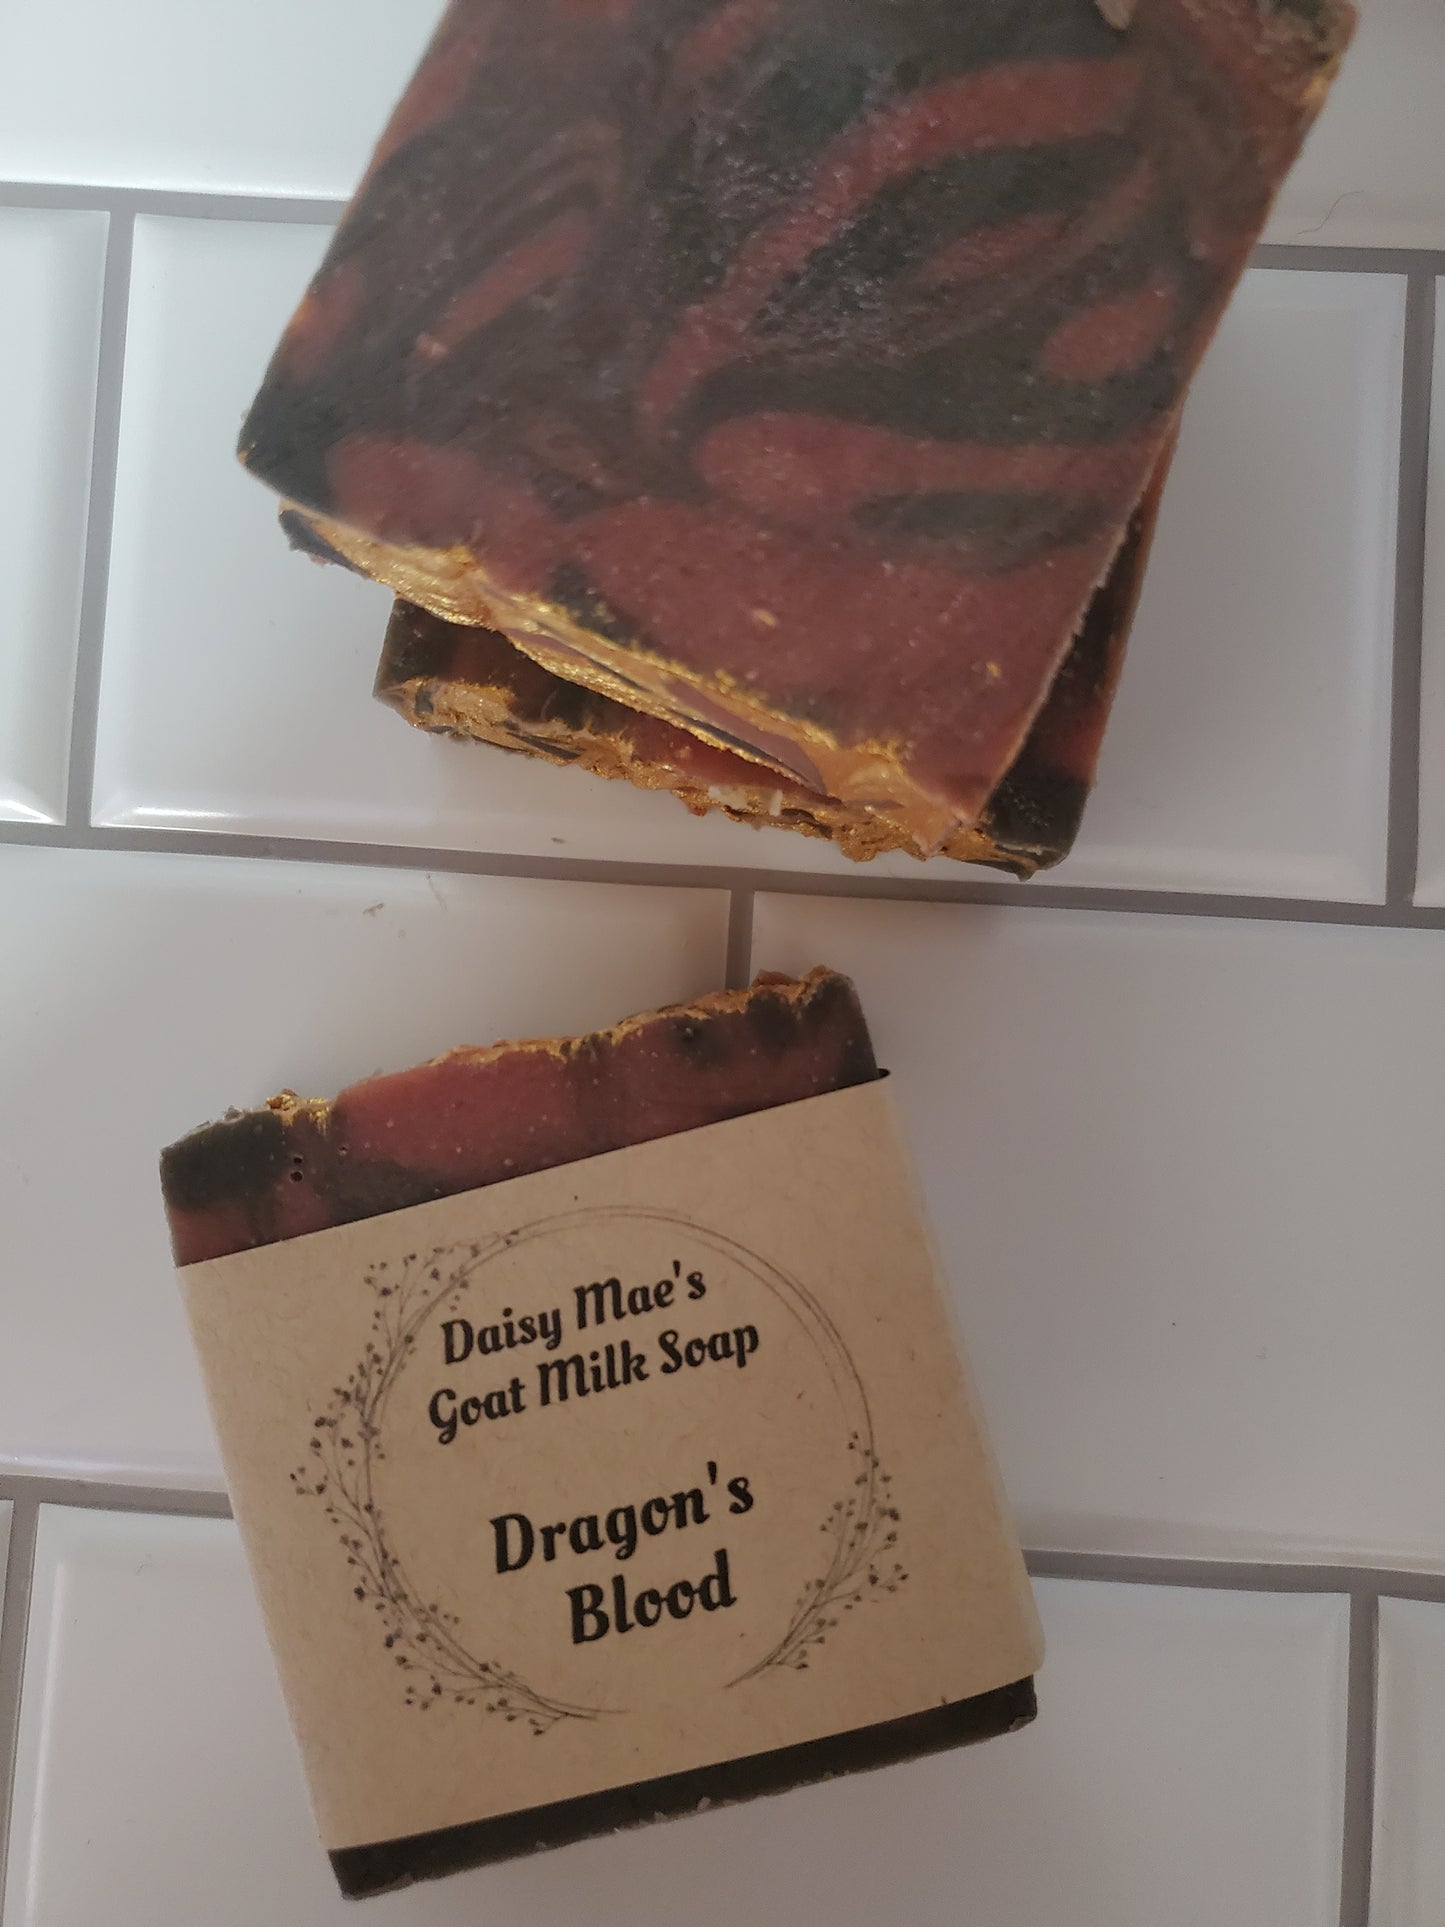 Daisy Mae's
Goat Milk Soap
Dragon's
Blood